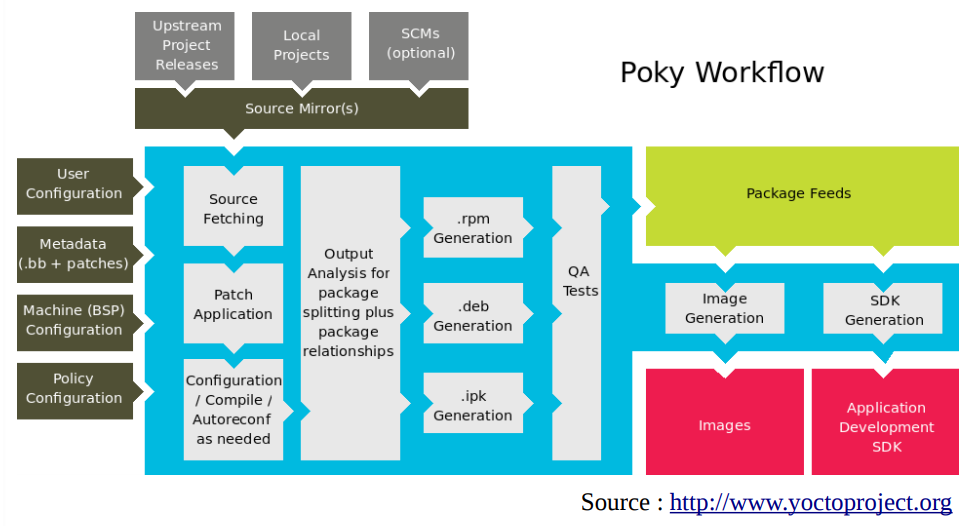 Upstream
Project
Releases
Local
Projects
SCMs
(optional)
Poky Workflow
Source Mirror(s)
User
Configuration
Metadata
(.bb + patches)
Machine (BSP)
Configuration
Policy
Configuration
Source
Fetching
Patch
Application
Configuration
/ Compile /
Autoreconf
as needed
Output
Analysis for
package
splitting plus
package
relationships
.rpm
Generation
.deb
Generation
.ipk
Generation
QA
Tests
Package Feeds
Image
Generation
SDK
Generation
Images
Application
Development
SDK
Source : http://www.yoctoproject.org